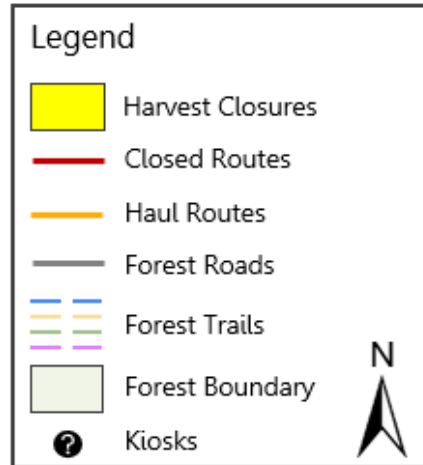 Legend
Harvest Closures
Closed Routes
Haul Routes
Forest Roads
Forest Trails
N
Forest Boundary
? Kiosks